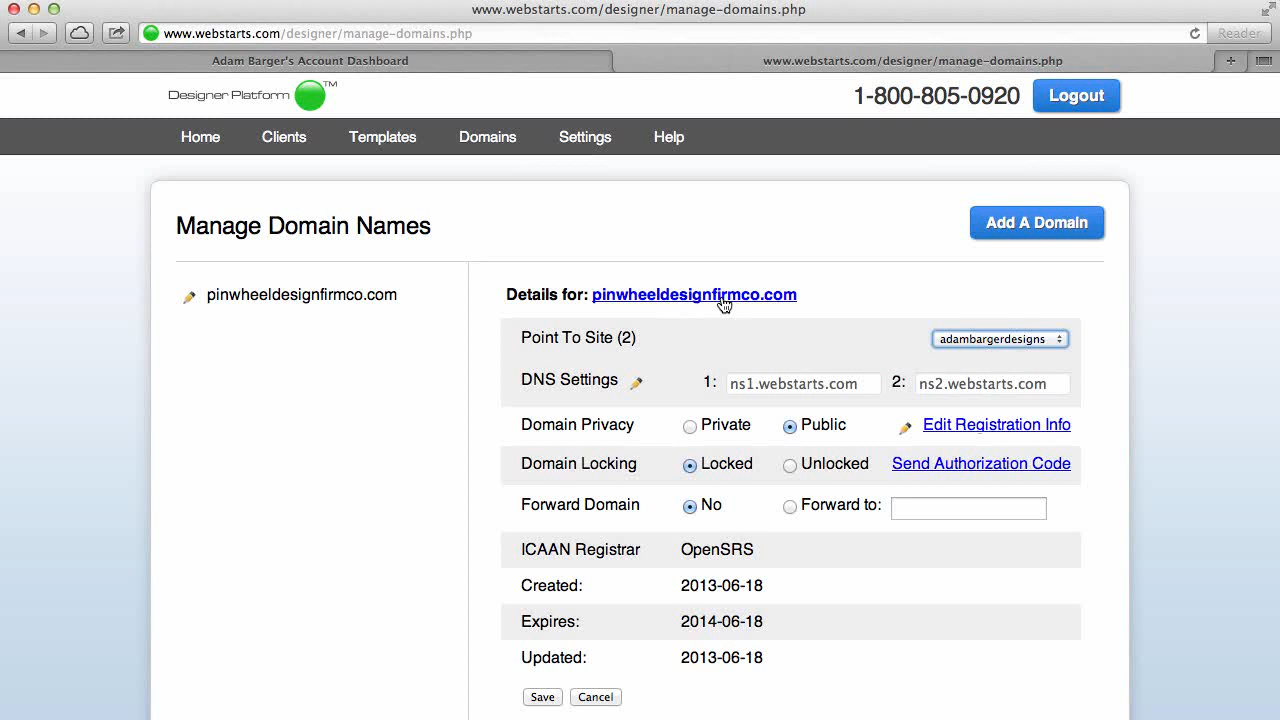 www.webstarts.com/designer/manage-domains.php
www.webstarts.com/designer/manage-domains.php
Reader
Adam Barger's Account Dashboard
www.webstarts.com/designer/manage-domains.php
Designer Platform TM
1-800-805-0920
Logout
Home
Clients
Templates
Domains
Settings
Help
Manage Domain Names
Add A Domain
pinwheeldesignfirmco.com
Details for: pinwheeldesignfirmco.com
Point To Site (2)
adambargerdesigns
DNS Settings
1: ns1.webstarts.com
2: ns2.webstarts.com
Domain Privacy
Private
Public
Edit Registration Info
Domain Locking
Locked
Unlocked
Send Authorization Code
Forward Domain
No
Forward to:
ICAAN Registrar
OpenSRS
Created:
2013-06-18
Expires:
2014-06-18
Updated:
2013-06-18
Save
Cancel